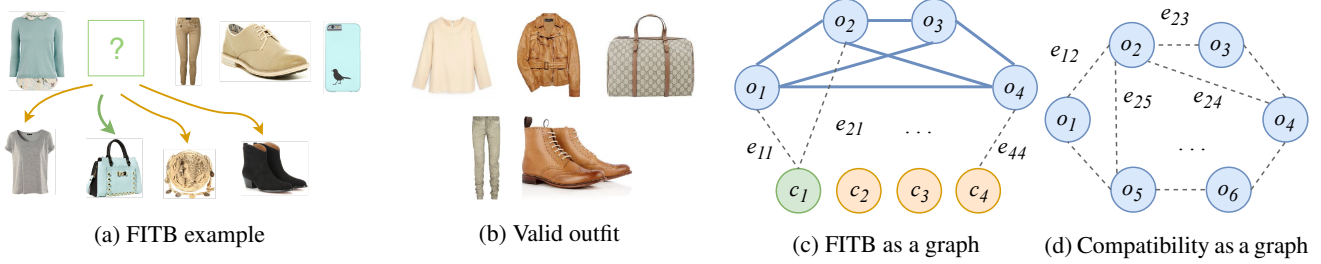 ?
(a) FITB example
(b) Valid outfit
o2
o3
o1
o4
e21
. . .
e11
e44
c1
c2
c3
c4
(c) FITB as a graph
e23
o2
o3
e12
e25
e24
o1
o4
. . .
o5
o6
(d) Compatibility as a graph